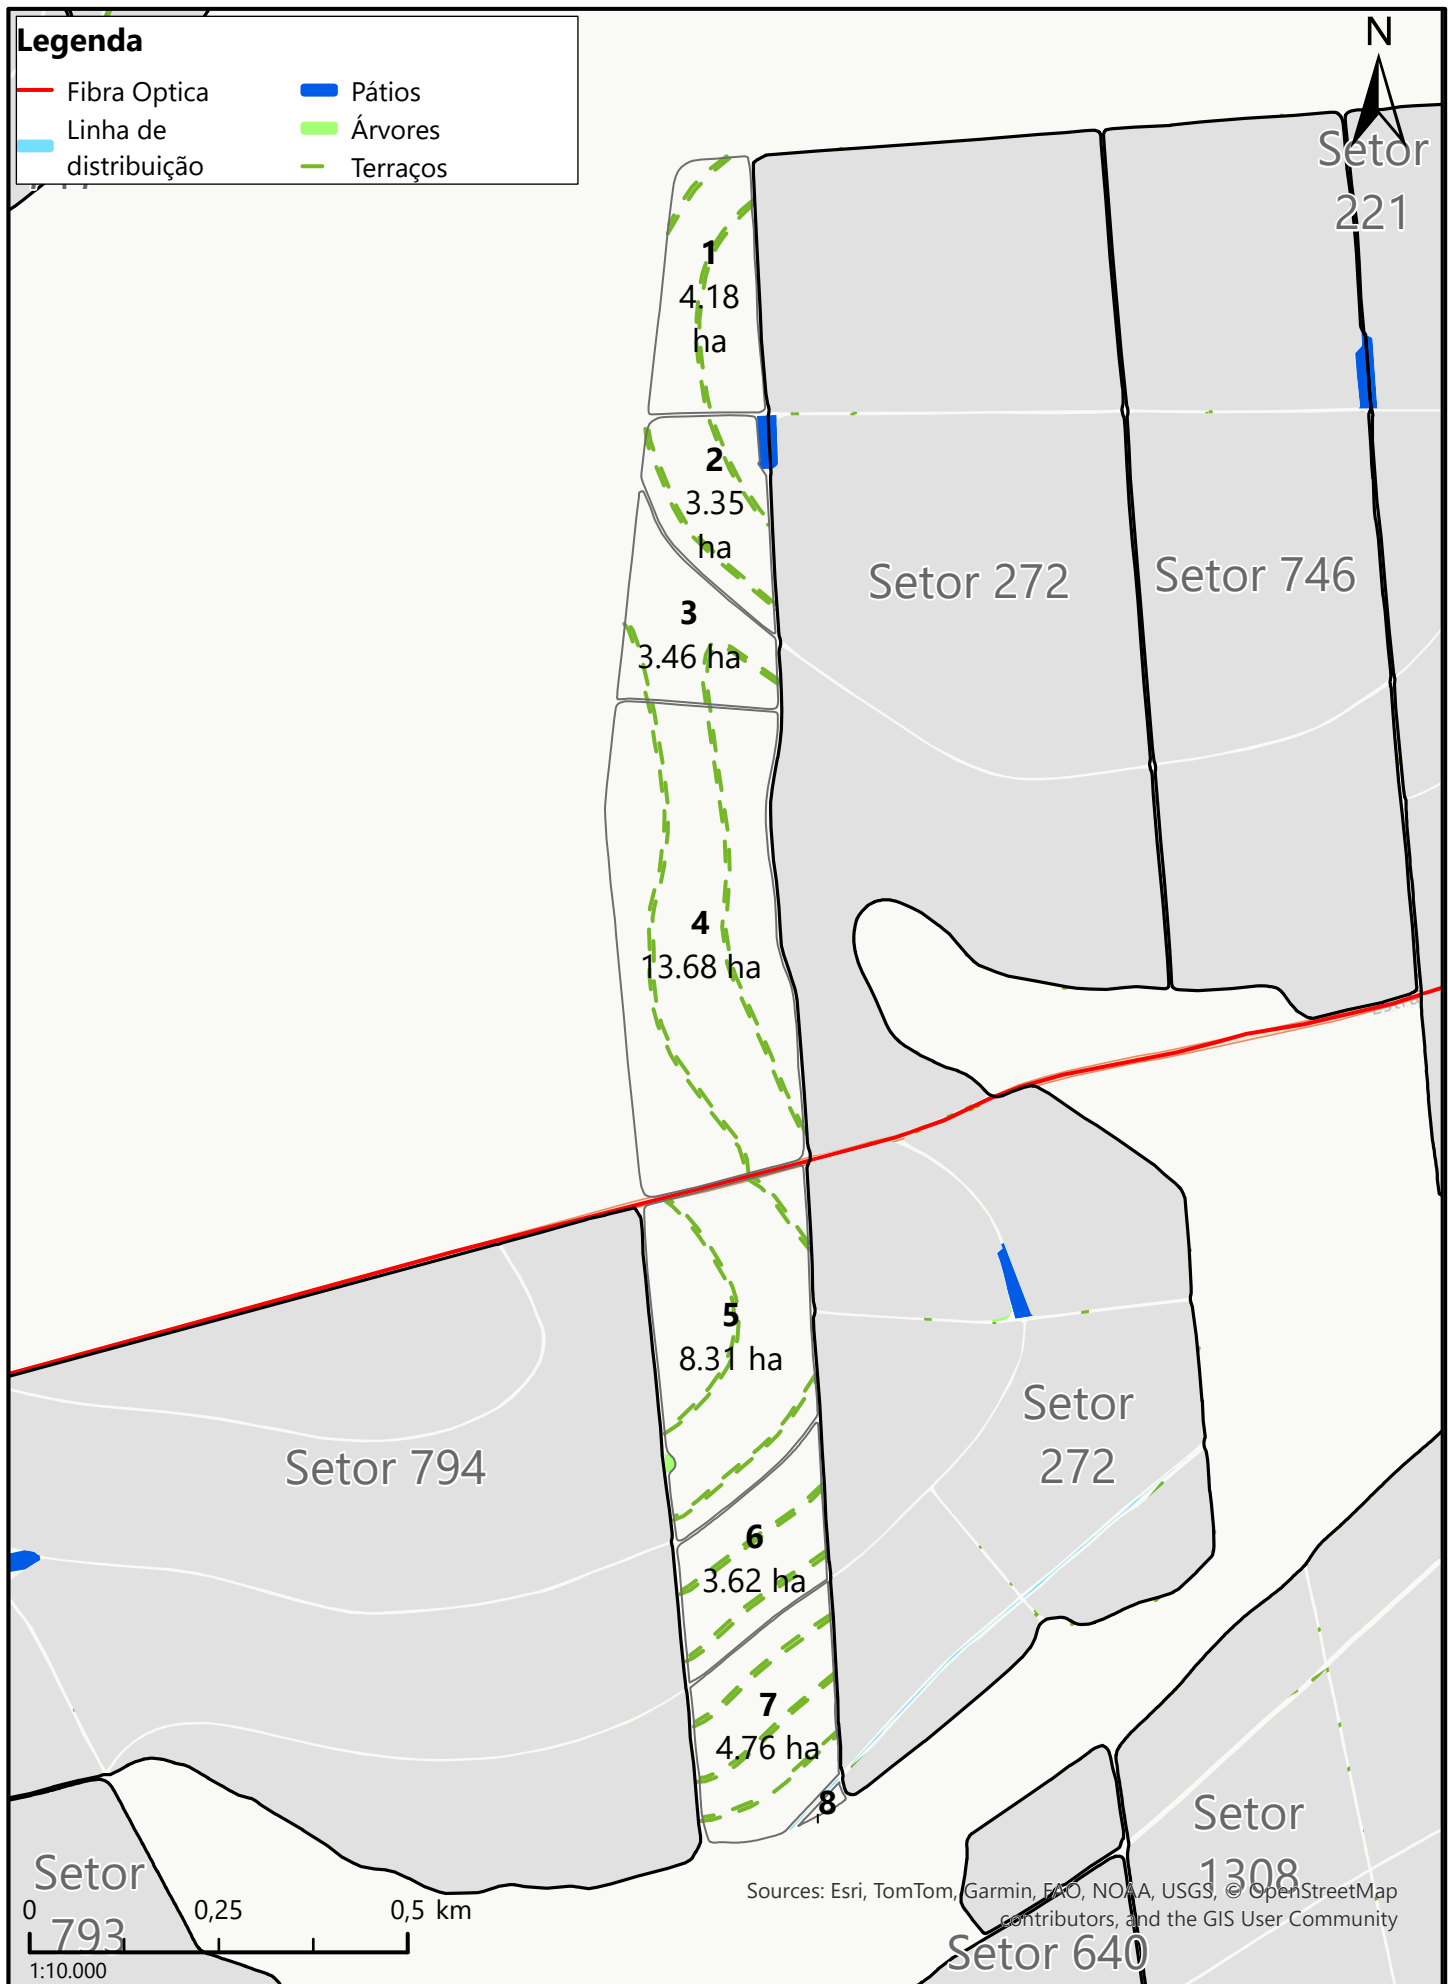 Legenda
Fibra Optica
Linha de
distribuição
Pátios
Árvores
Terraços
N
Setor
221
1
4.18
ha
2
3.35
ha
Setor 272
Setor 746
3
3.46 ha
4
13.68 ha
5
8.31 ha
Setor
272
Setor 794
6
3.62 ha
7
4.76 ha
8
Setor
1308
Setor
793
Sources: Esri, TomTom, Garmin, FAO, NOAA, USGS, © OpenStreetMap
contributors, and the GIS User Community
Setor 640
0 0,25 0,5 km
1:10.000